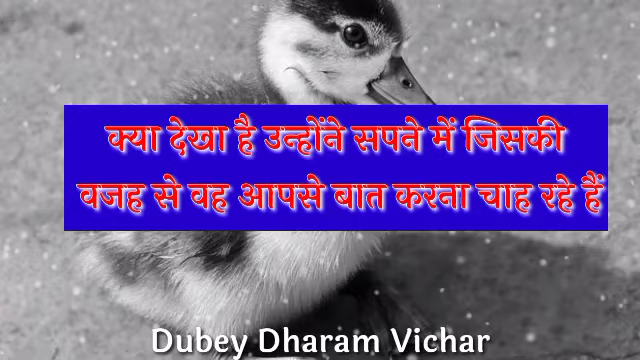 क्या देखा है उन्होंने सपने में जिसकी
वजह से वह आपसे बात करना चाह रहे हैं
Dubey Dharam Vichar